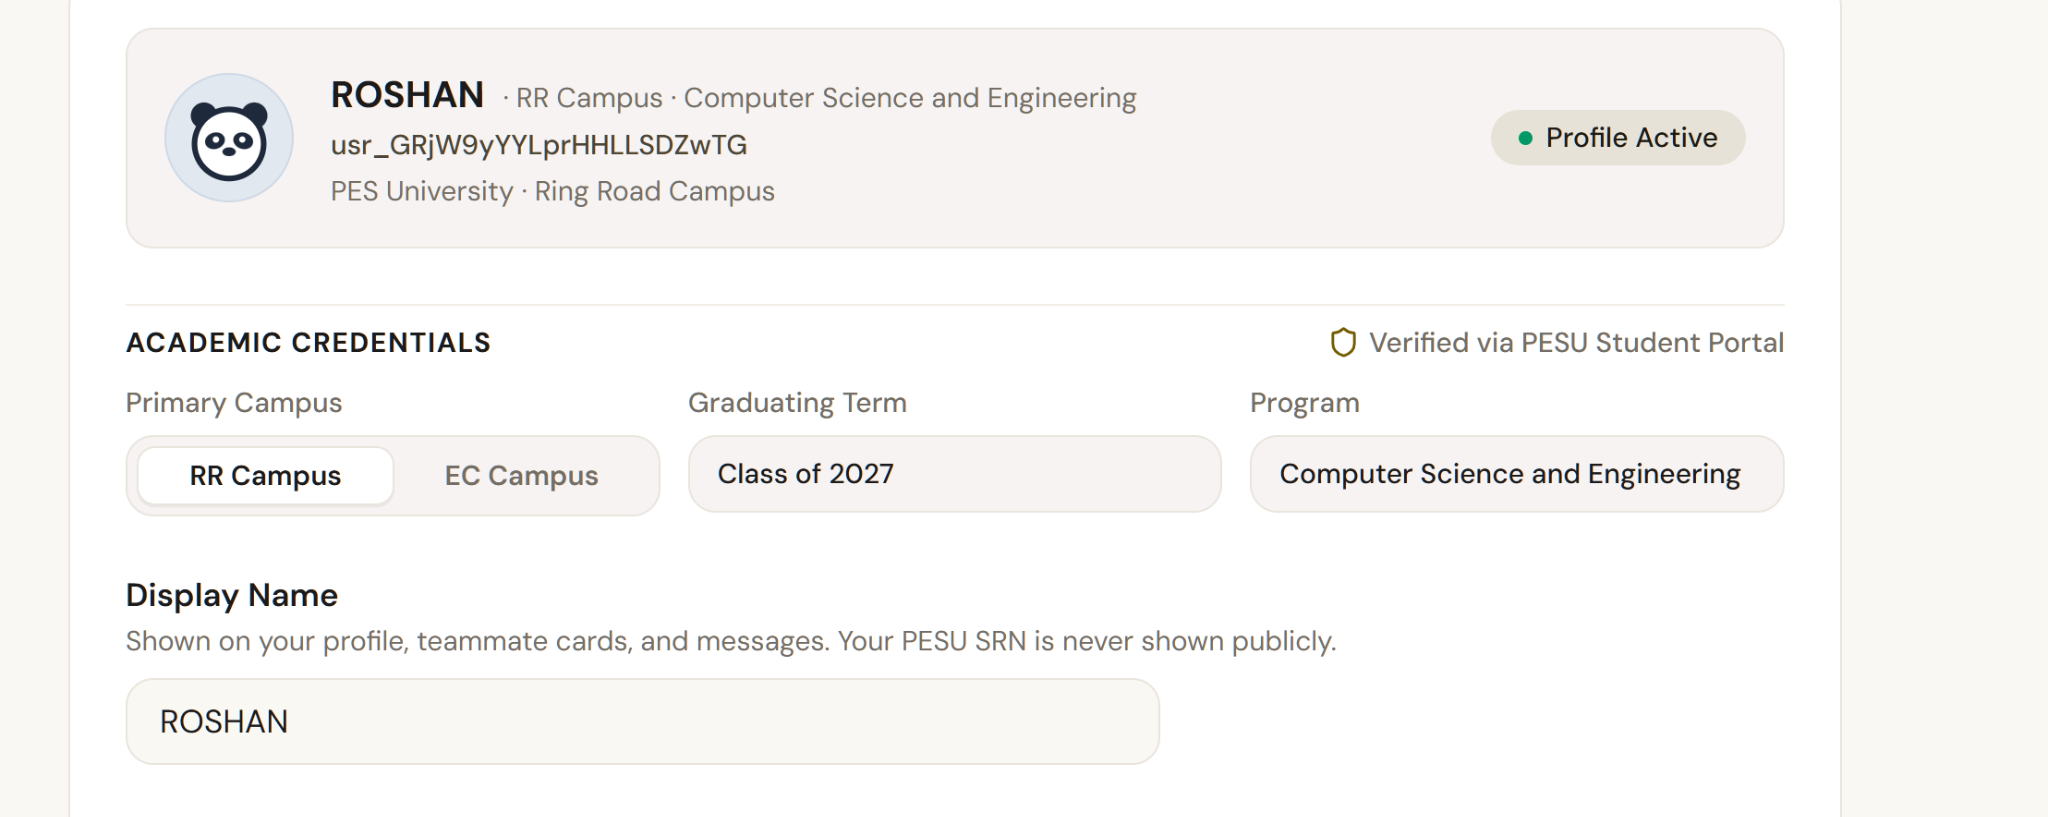 ROSHAN · RR Campus · Computer Science and Engineering
usr_GRjW9yYYLprHHLLSDZwTG
PES University · Ring Road Campus
Profile Active
ACADEMIC CREDENTIALS
Verified via PESU Student Portal
Primary Campus
Graduating Term
Program
RR Campus
EC Campus
Class of 2027
Computer Science and Engineering
Display Name
Shown on your profile, teammate cards, and messages. Your PESU SRN is never shown publicly.
ROSHAN